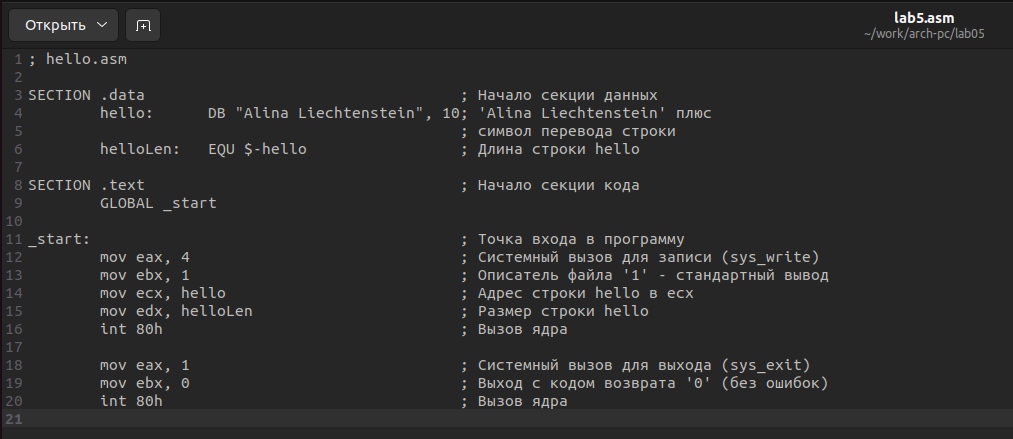 Открыть
lab5.asm
~/work/arch-pc/lab05
1 ; hello.asm
2
3 SECTION .data ; Начало секции данных
4 hello: DB "Alina Liechtenstein", 10; 'Alina Liechtenstein' плюс
5 ; символ перевода строки
6 helloLen: EQU $-hello ; Длина строки hello
7
8 SECTION .text ; Начало секции кода
9 GLOBAL _start
10
11 _start: ; Точка входа в программу
12 mov eax, 4 ; Системный вызов для записи (sys_write)
13 mov ebx, 1 ; Описатель файла '1' - стандартный вывод
14 mov ecx, hello ; Адрес строки hello в ecx
15 mov edx, helloLen ; Размер строки hello
16 int 80h ; Вызов ядра
17
18 mov eax, 1 ; Системный вызов для выхода (sys_exit)
19 mov ebx, 0 ; Выход с кодом возврата '0' (без ошибок)
20 int 80h ; Вызов ядра
21